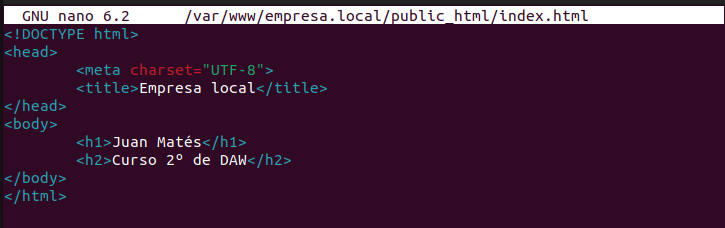 GNU nano 6.2 /var/www/empresa.local/public_html/index.html
<!DOCTYPE html>
<head>
<meta charset="UTF-8">
<title>Empresa local</title>
</head>
<body>
<h1>Juan Matés</h1>
<h2>Curso 2º de DAW</h2>
</body>
</html>